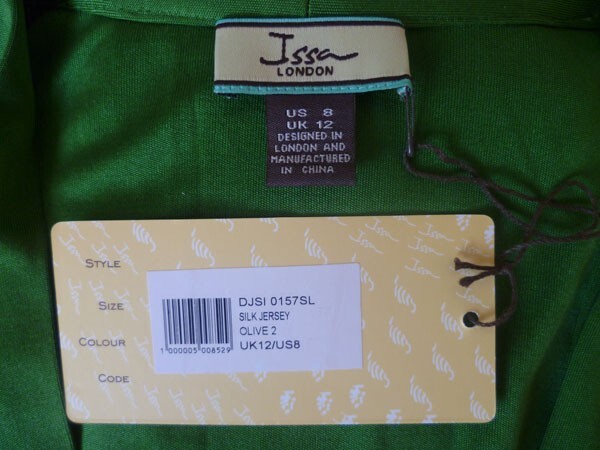 Issa
LONDON
US 8
UK 12
DESIGNED IN
LONDON AND
MANUFACTURED
IN CHINA
STYLE
SIZE
COLOUR
CODE
DJSI 0157SL
SILK JERSEY
OLIVE 2
UK12/US8
1 000005 008529